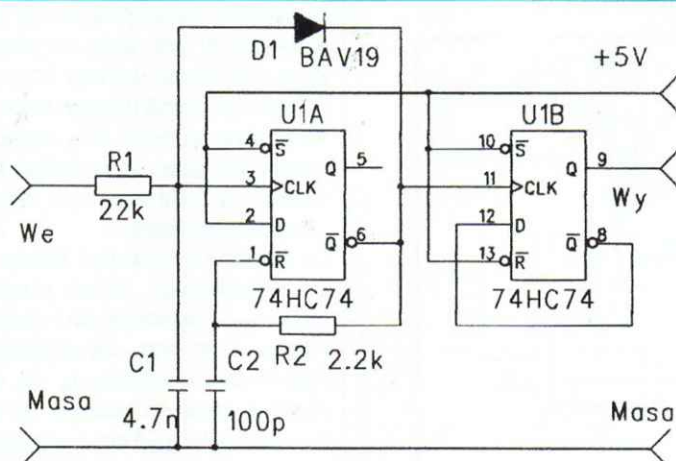 D1 BAV19
+5V
U1A
U1B
4 S
Q 5
10 S
Q 9
R1
3 CLK
11 CLK
Wy
22k
2 D
12 D
We
1 R
Q 6
13 R
Q 8
74HC74
74HC74
R2 2.2k
C1
C2
Masa
4.7n
100p
Masa